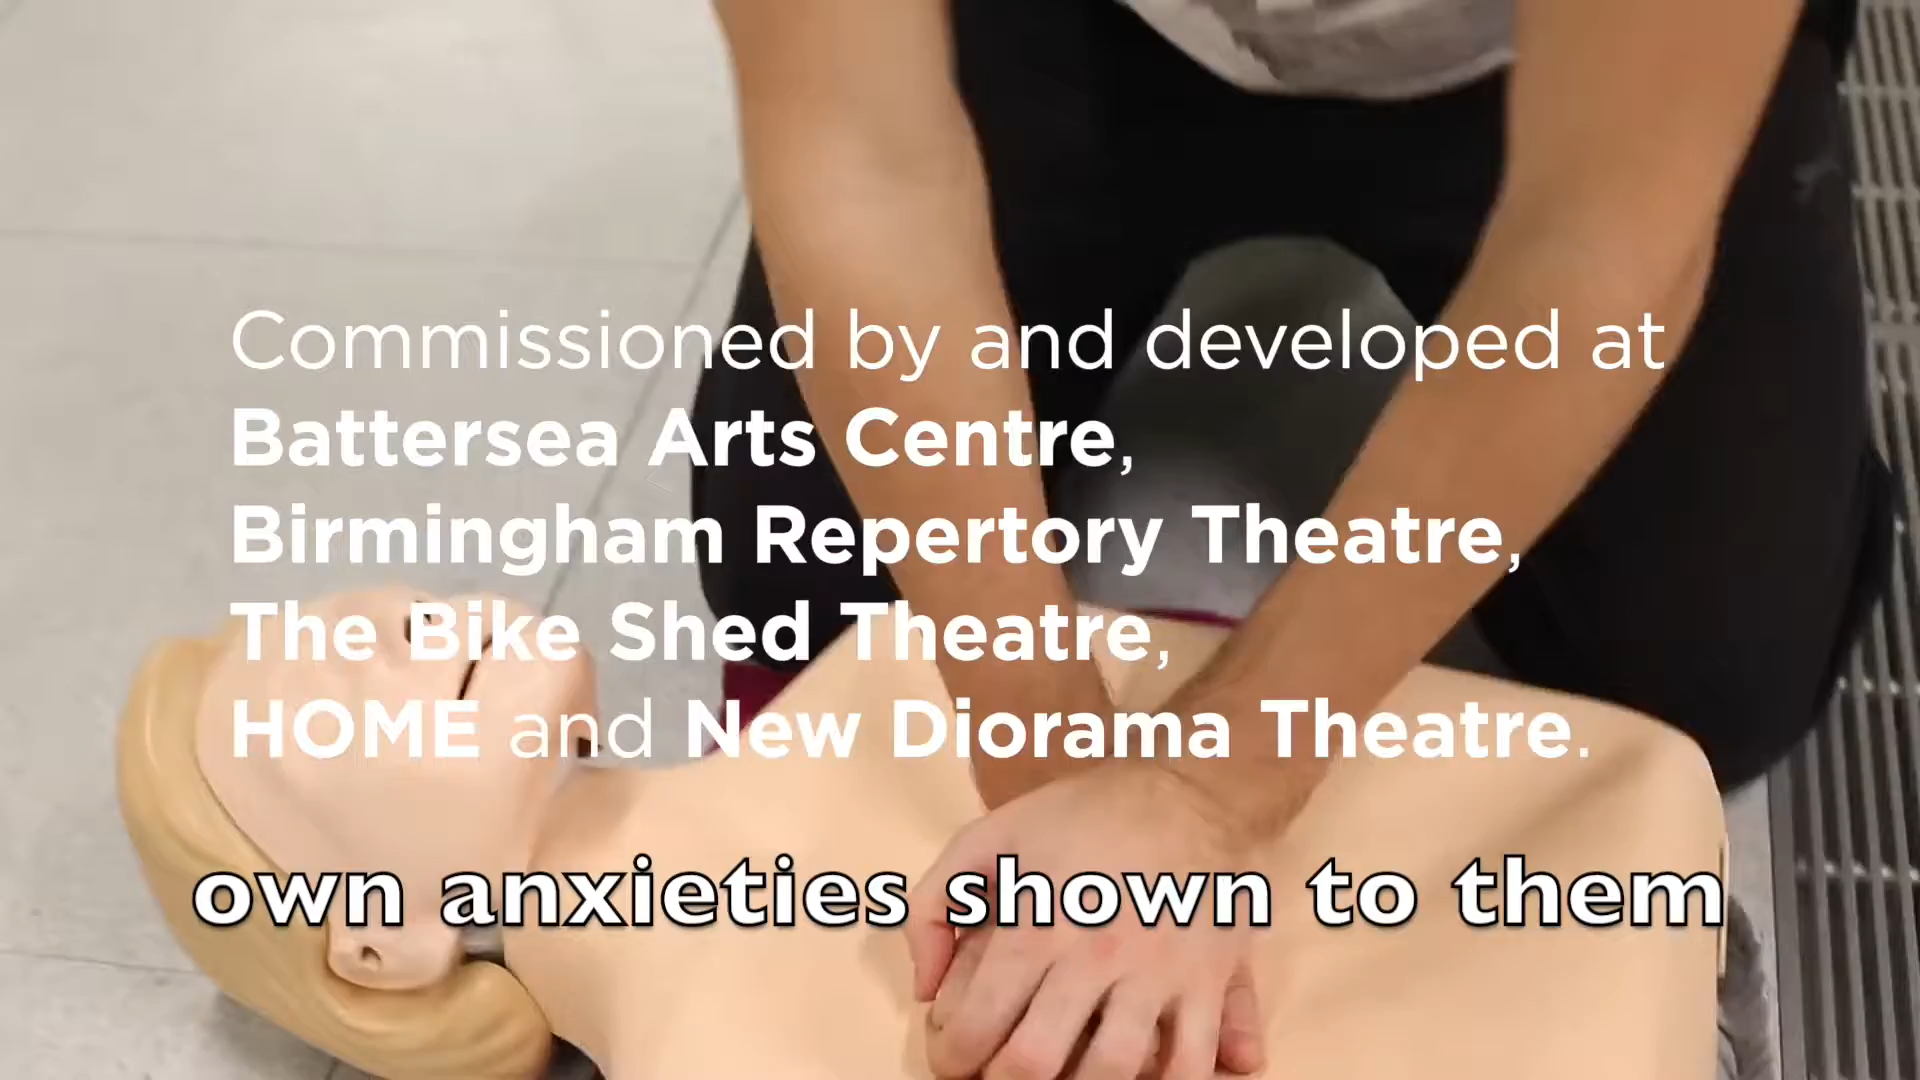 Commissioned by and developed at
Battersea Arts Centre,
Birmingham Repertory Theatre,
The Bike Shed Theatre,
HOME and New Diorama Theatre.
own anxieties shown to them